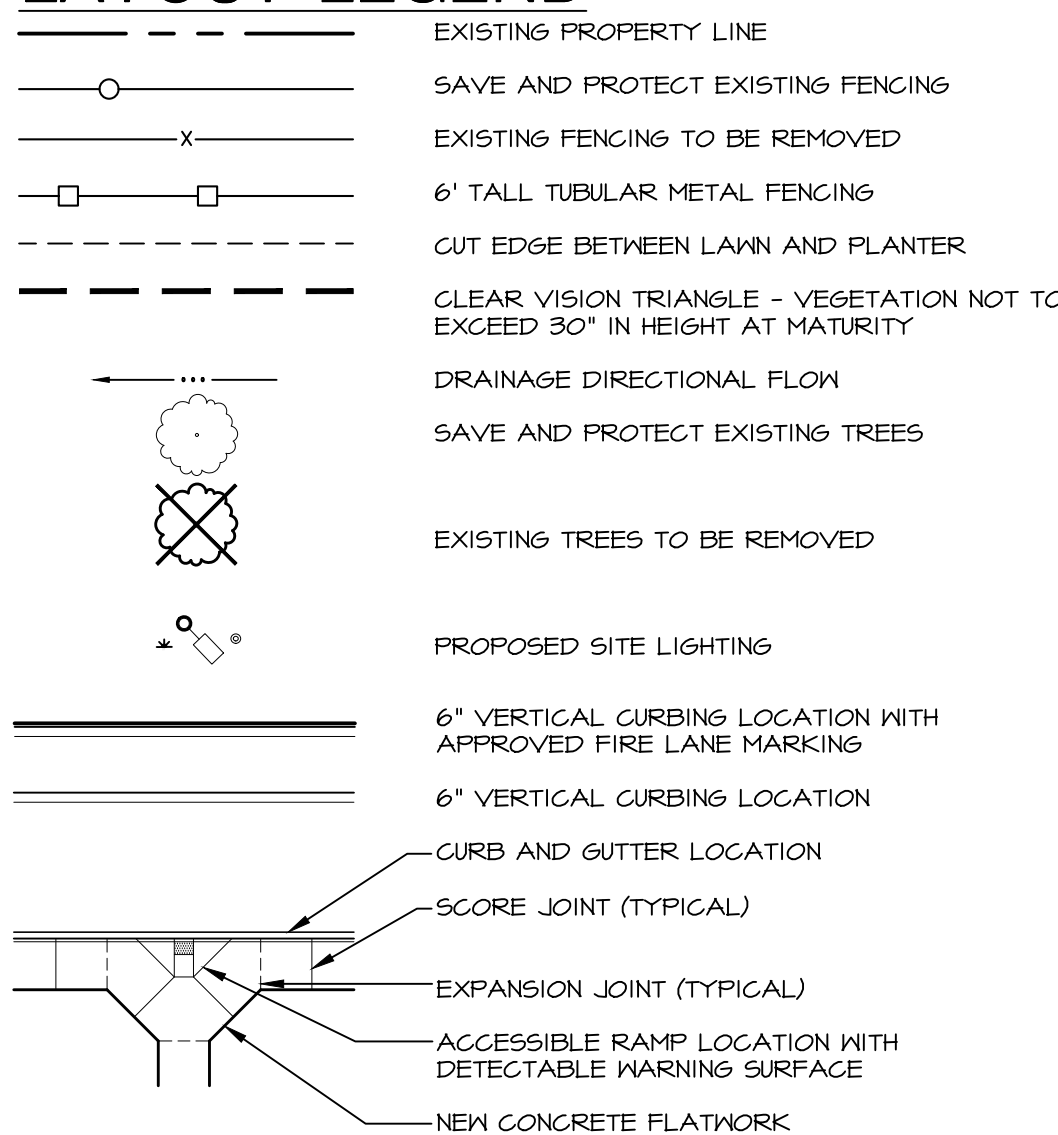 LAYOUT LEGEND
EXISTING PROPERTY LINE
SAVE AND PROTECT EXISTING FENCING
X
EXISTING FENCING TO BE REMOVED
6' TALL TUBULAR METAL FENCING
CUT EDGE BETWEEN LAWN AND PLANTER
CLEAR VISION TRIANGLE - VEGETATION NOT TO
EXCEED 30" IN HEIGHT AT MATURITY
DRAINAGE DIRECTIONAL FLOW
SAVE AND PROTECT EXISTING TREES
EXISTING TREES TO BE REMOVED
PROPOSED SITE LIGHTING
6" VERTICAL CURBING LOCATION WITH
APPROVED FIRE LANE MARKING
6" VERTICAL CURBING LOCATION
CURB AND GUTTER LOCATION
SCORE JOINT (TYPICAL)
EXPANSION JOINT (TYPICAL)
ACCESSIBLE RAMP LOCATION WITH
DETECTABLE WARNING SURFACE
NEW CONCRETE FLATWORK